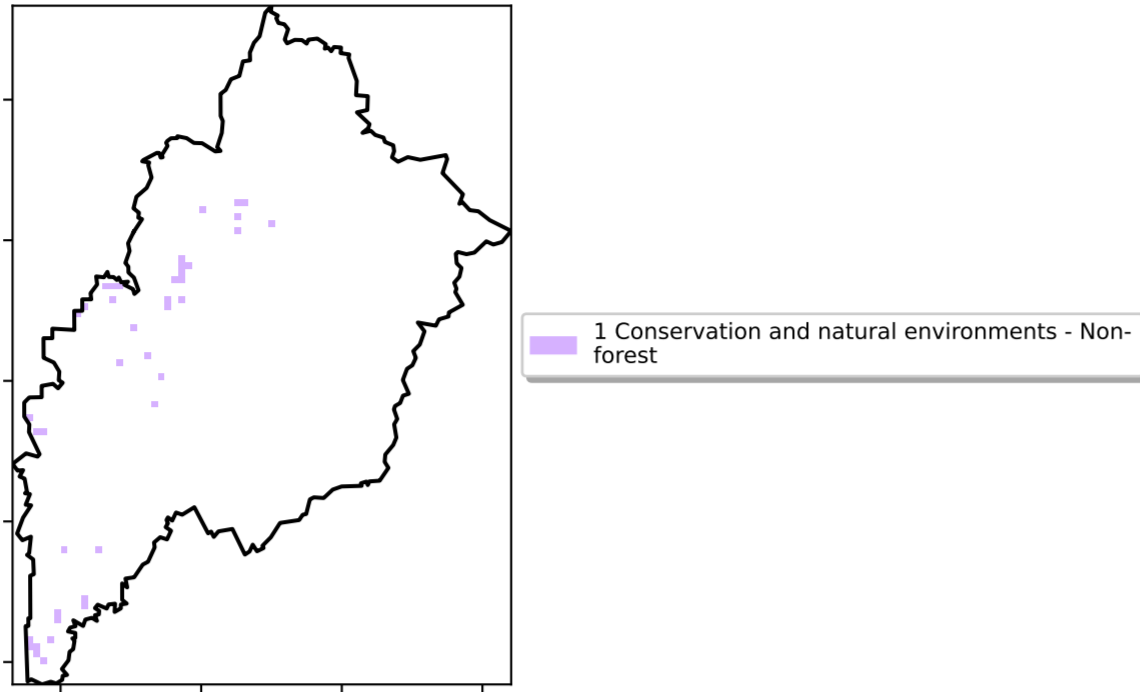 1 Conservation and natural environments - Non-
forest